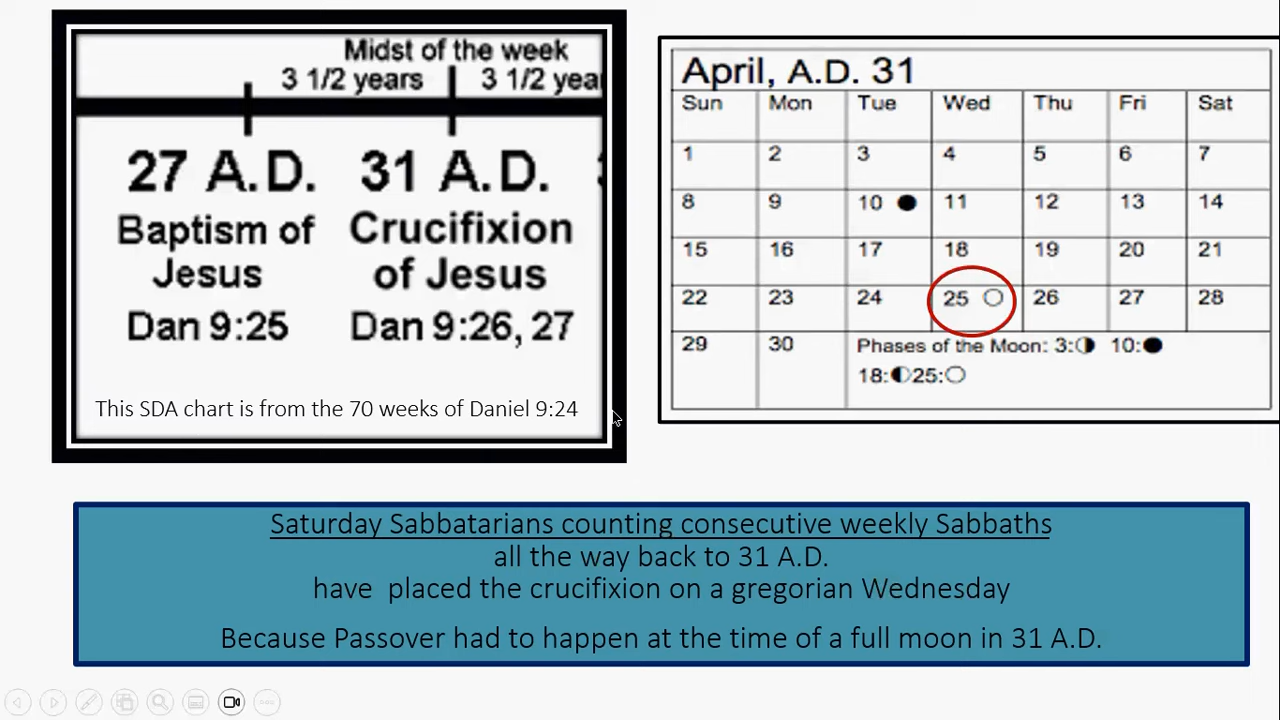 Midst of the week
3 1/2 years 3 1/2 yea
27 A.D. 31 A.D.
Baptism of Jesus Crucifixion of Jesus
Dan 9:25 Dan 9:26, 27
This SDA chart is from the 70 weeks of Daniel 9:24
April, A.D. 31
Sun Mon Tue Wed Thu Fri Sat
1 2 3 4 5 6 7
8 9 10 11 12 13 14
15 16 17 18 19 20 21
22 23 24 25 26 27 28
29 30 Phases of the Moon: 3: 10:
18: 25:
Saturday Sabbatarians counting consecutive weekly Sabbaths
all the way back to 31 A.D.
have placed the crucifixion on a gregorian Wednesday
Because Passover had to happen at the time of a full moon in 31 A.D.